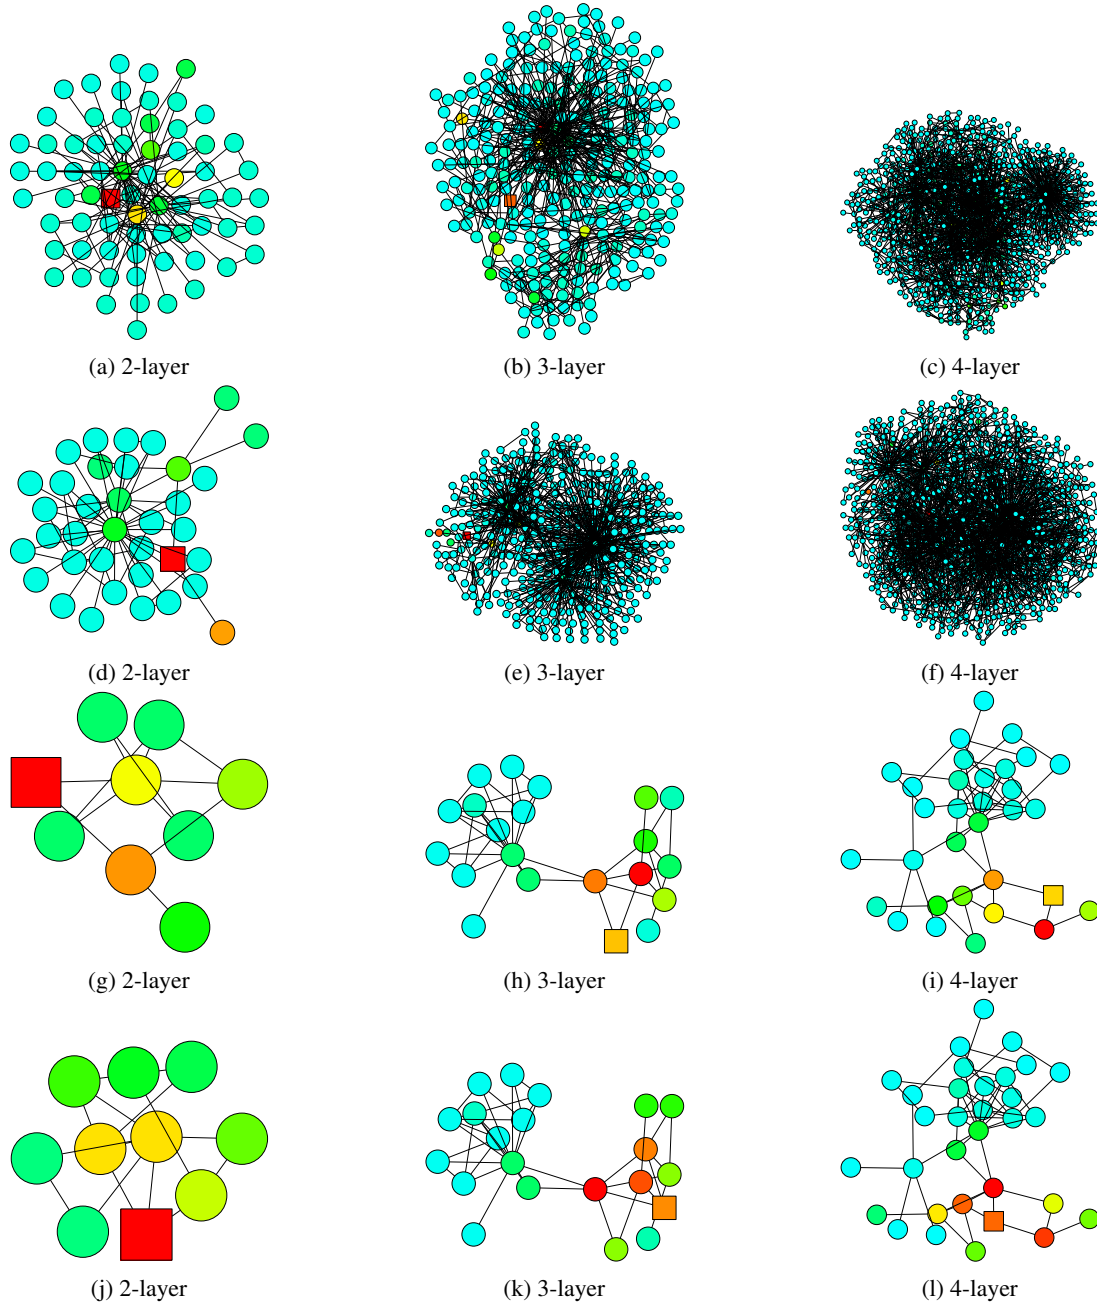 (a) 2-layer
(b) 3-layer
(c) 4-layer
(d) 2-layer
(e) 3-layer
(f) 4-layer
(g) 2-layer
(h) 3-layer
(i) 4-layer
(j) 2-layer
(k) 3-layer
(l) 4-layer